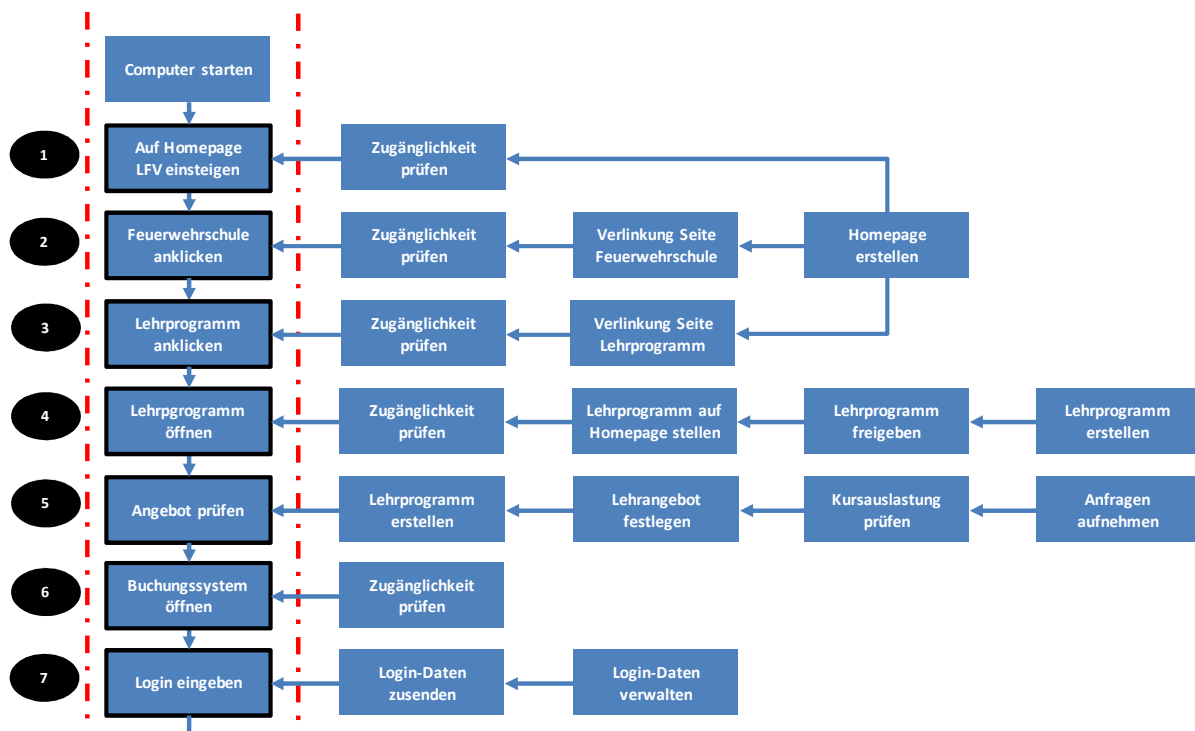 Computer starten
1
Auf Homepage
LFV einsteigen
Zugänglichkeit
prüfen
2
Feuerwehrschule
anklicken
Zugänglichkeit
prüfen
Verlinkung Seite
Feuerwehrschule
Homepage
erstellen
3
Lehrprogramm
anklicken
Zugänglichkeit
prüfen
Verlinkung Seite
Lehrprogramm
4
Lehrpgrogramm
öffnen
Zugänglichkeit
prüfen
Lehrprogramm auf
Homepage stellen
Lehrprogramm
freigeben
Lehrprogramm
erstellen
5
Angebot prüfen
Lehrprogramm
erstellen
Lehrangebot
festlegen
Kursauslastung
prüfen
Anfragen
aufnehmen
6
Buchungssystem
öffnen
Zugänglichkeit
prüfen
7
Login eingeben
Login-Daten
zusenden
Login-Daten
verwalten